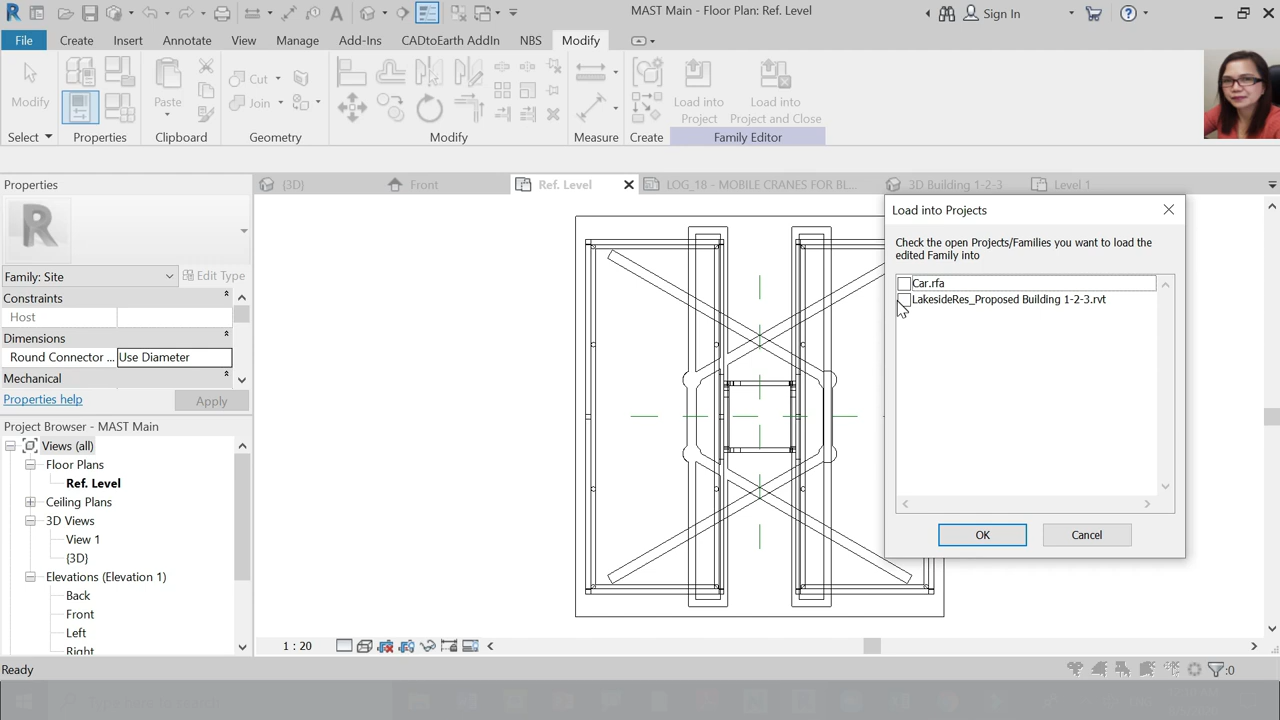 MAST Main - Floor Plan: Ref. Level
Sign In
File Create Insert Annotate View Manage Add-Ins CADtoEarth AddIn NBS Modify
Modify
Paste
Cut
Join
Load into Project
Load into Project and Close
Select Properties Clipboard Geometry Modify Measure Create Family Editor
Properties
{3D} Front Ref. Level LOG_18 - MOBILE CRANES FOR BL... 3D Building 1-2-3 Level 1
Family: Site
Edit Type
Constraints
Host
Dimensions
Round Connector ... Use Diameter
Mechanical
Properties help
Apply
Project Browser - MAST Main
Views (all)
Floor Plans
Ref. Level
Ceiling Plans
3D Views
View 1
{3D}
Elevations (Elevation 1)
Back
Front
Left
Right
Load into Projects
Check the open Projects/Families you want to load the
edited Family into
Car.rfa
LakesideRes_Proposed Building 1-2-3.rvt
OK Cancel
1 : 20
Ready
:0